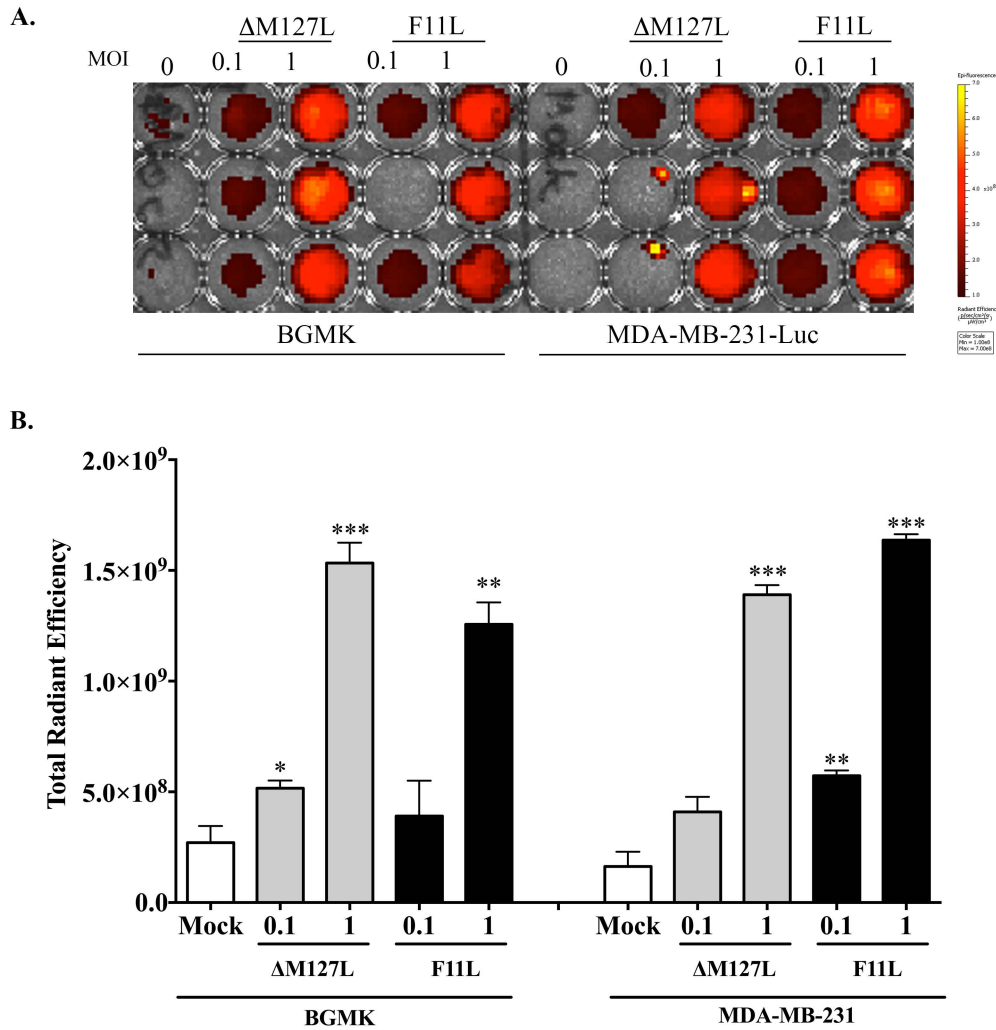 A.
ΔM127L F11L ΔM127L F11L
MOI 0 0.1 1 0.1 1 0 0.1 1 0.1 1
Epi-fluorescence
7.0
6.0
5.0
4.0 x10⁸
3.0
2.0
1.0
Radiant Efficiency
Color Scale
Min = 1.00e8
Max = 7.00e8
BGMK MDA-MB-231-Luc
B.
Total Radiant Efficiency
2.0×10⁹
1.5×10⁹
1.0×10⁹
5.0×10⁸
0.0
* *** ** *** ** ***
Mock 0.1 1 0.1 1 Mock 0.1 1 0.1 1
ΔM127L F11L ΔM127L F11L
BGMK MDA-MB-231